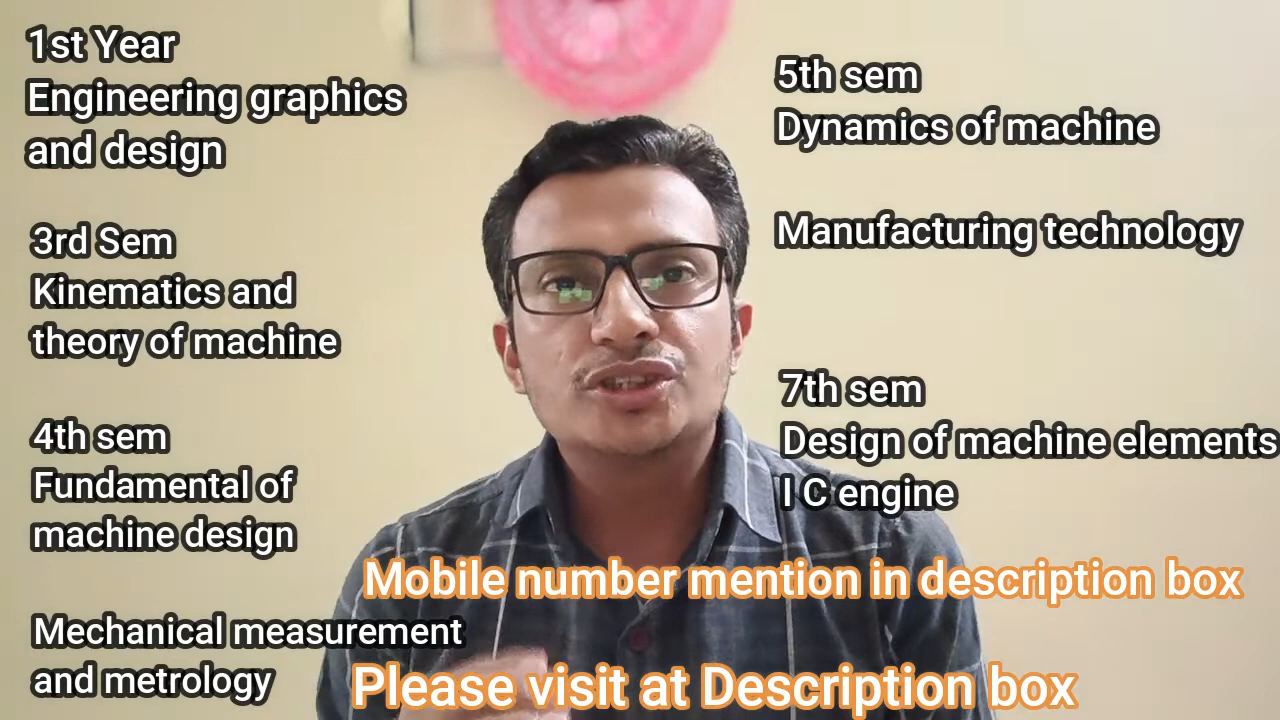 1st Year
Engineering graphics
and design
3rd Sem
Kinematics and
theory of machine
4th sem
Fundamental of
machine design
Mechanical measurement
and metrology
5th sem
Dynamics of machine
Manufacturing technology
7th sem
Design of machine elements
I C engine
Mobile number mention in description box
Please visit at Description box